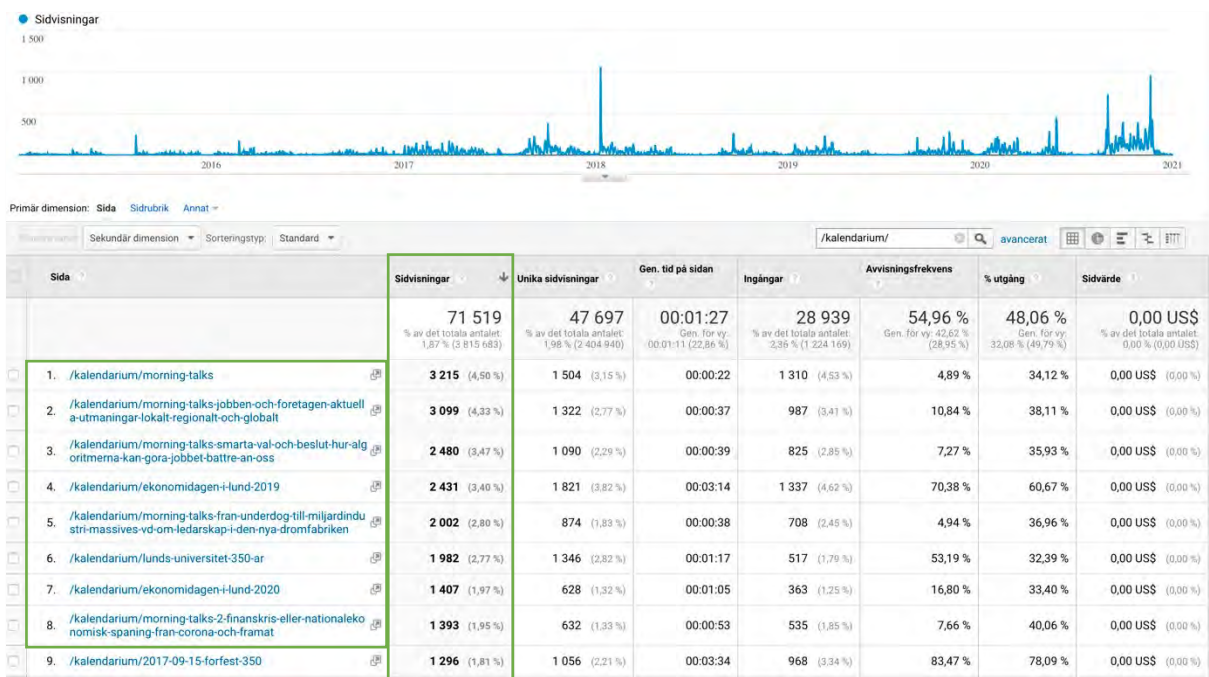 Sidvisningar
1 500
1 000
500
2016 2017 2018 2019 2020 2021
Primär dimension: Sida Sidrubrik Annat
Sekundär dimension Sorteringstyp: Standard /kalendarium/ avancerat
Sida ? Sidvisningar ? Unika sidvisningar ? Gen. tid på sidan ? Ingångar ? Avvisningsfrekvens ? % utgång ? Sidvärde ?
71 519 47 697 00:01:27 28 939 54,96 % 48,06 % 0,00 US$
% av det totala antalet: % av det totala antalet: Gen. för vy: % av det totala antalet: Gen. för vy: 42,62 % Gen. för vy: % av det totala antalet:
1,87 % (3 815 683) 1,98 % (2 404 940) 00:01:11 (22,86 %) 2,36 % (1 224 169) (28,95 %) 32,08 % (49,79 %) 0,00 % (0,00 US$)
1. /kalendarium/morning-talks 3 215 (4,50 %) 1 504 (3,15 %) 00:00:22 1 310 (4,53 %) 4,89 % 34,12 % 0,00 US$ (0,00 %)
2. /kalendarium/morning-talks-jobben-och-foretagen-aktuell
a-utmaningar-lokalt-regionalt-och-globalt 3 099 (4,33 %) 1 322 (2,77 %) 00:00:37 987 (3,41 %) 10,84 % 38,11 % 0,00 US$ (0,00 %)
3. /kalendarium/morning-talks-smarta-val-och-beslut-hur-alg
oritmerna-kan-gora-jobbet-battre-an-oss 2 480 (3,47 %) 1 090 (2,29 %) 00:00:39 825 (2,85 %) 7,27 % 35,93 % 0,00 US$ (0,00 %)
4. /kalendarium/ekonomidagen-i-lund-2019 2 431 (3,40 %) 1 821 (3,82 %) 00:03:14 1 337 (4,62 %) 70,38 % 60,67 % 0,00 US$ (0,00 %)
5. /kalendarium/morning-talks-fran-underdog-till-miljardindu
stri-massives-vd-om-ledarskap-i-den-nya-dromfabriken 2 002 (2,80 %) 874 (1,83 %) 00:00:38 708 (2,45 %) 4,94 % 36,96 % 0,00 US$ (0,00 %)
6. /kalendarium/lunds-universitet-350-ar 1 982 (2,77 %) 1 346 (2,82 %) 00:01:17 517 (1,79 %) 53,19 % 32,39 % 0,00 US$ (0,00 %)
7. /kalendarium/ekonomidagen-i-lund-2020 1 407 (1,97 %) 628 (1,32 %) 00:01:05 363 (1,25 %) 16,80 % 33,40 % 0,00 US$ (0,00 %)
8. /kalendarium/morning-talks-2-finanskris-eller-nationaleko
nomisk-spaning-fran-corona-och-framat 1 393 (1,95 %) 632 (1,33 %) 00:00:53 535 (1,85 %) 7,66 % 40,06 % 0,00 US$ (0,00 %)
9. /kalendarium/2017-09-15-forfest-350 1 296 (1,81 %) 1 056 (2,21 %) 00:03:34 968 (3,34 %) 83,47 % 78,09 % 0,00 US$ (0,00 %)